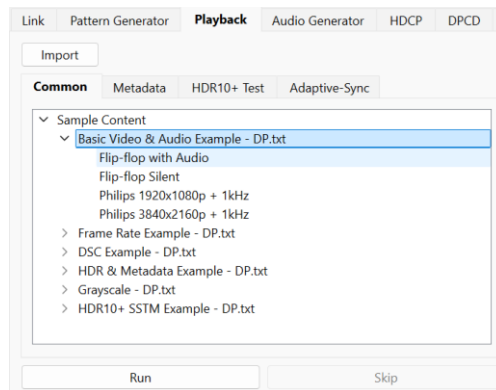 Link Pattern Generator Playback Audio Generator HDCP DPCD
Import
Common Metadata HDR10+ Test Adaptive-Sync
Sample Content
Basic Video & Audio Example - DP.txt
Flip-flop with Audio
Flip-flop Silent
Philips 1920x1080p + 1kHz
Philips 3840x2160p + 1kHz
Frame Rate Example - DP.txt
DSC Example - DP.txt
HDR & Metadata Example - DP.txt
Grayscale - DP.txt
HDR10+ SSTM Example - DP.txt
Run Skip